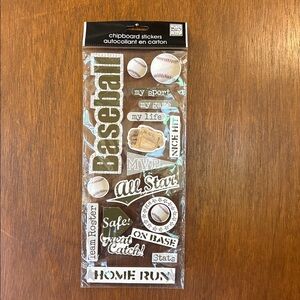 chipboard stickers
autocollant en carton
Baseball
my sport
my game
my life
NICE HIT
MVP
All Star!
Team Roster
Safe!
Great Catch!
ON BASE
Stats
HOME RUN